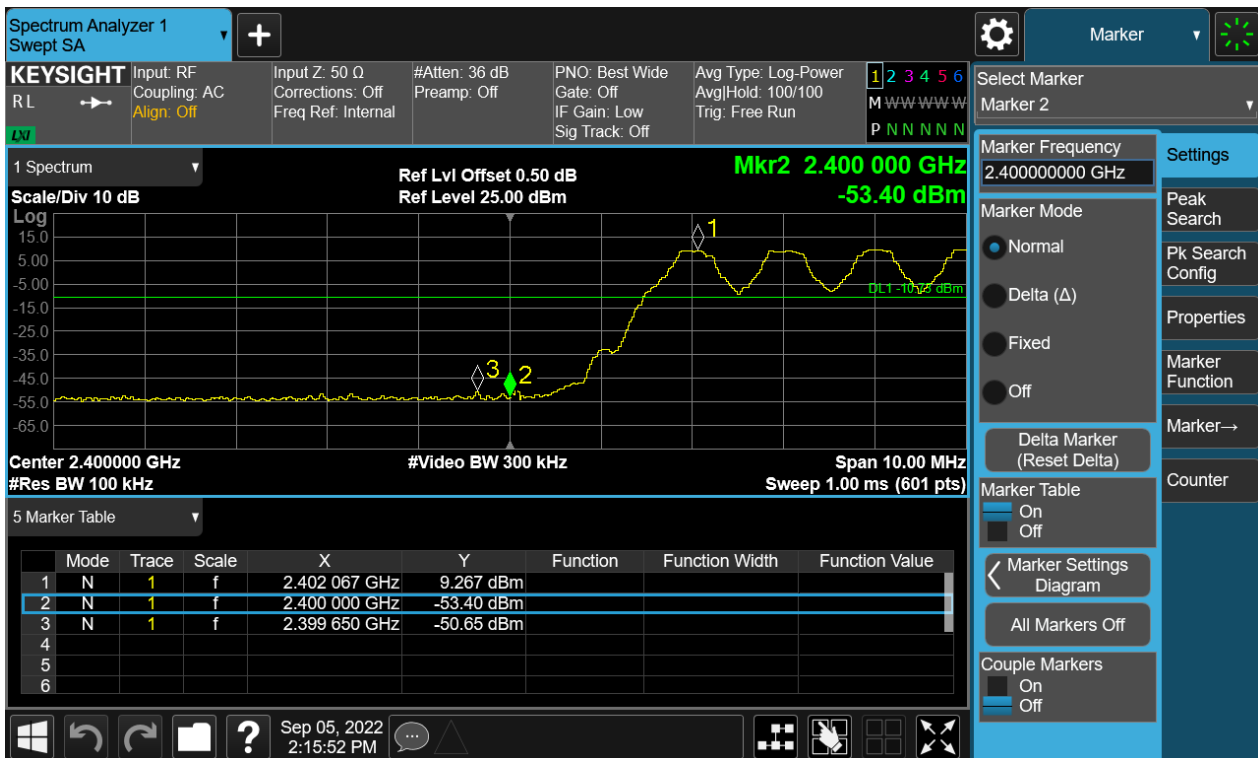 Spectrum Analyzer 1
Swept SA
+
Marker
KEYSIGHT
R L
LXI
Input: RF
Coupling: AC
Align: Off
Input Z: 50 Ω
Corrections: Off
Freq Ref: Internal
#Atten: 36 dB
Preamp: Off
PNO: Best Wide
Gate: Off
IF Gain: Low
Sig Track: Off
Avg Type: Log-Power
Avg|Hold: 100/100
Trig: Free Run
1 2 3 4 5 6
M W W W W W
P N N N N N
Select Marker
Marker 2
1 Spectrum
Scale/Div 10 dB
Ref Lvl Offset 0.50 dB
Ref Level 25.00 dBm
Mkr2 2.400 000 GHz
-53.40 dBm
Log
15.0
5.00
-5.00
-15.0
-25.0
-35.0
-45.0
-55.0
-65.0
1
3
2
Center 2.400000 GHz
#Res BW 100 kHz
#Video BW 300 kHz
Span 10.00 MHz
Sweep 1.00 ms (601 pts)
5 Marker Table
Mode Trace Scale X Y Function Function Width Function Value
1 N 1 f 2.402 067 GHz 9.267 dBm
2 N 1 f 2.400 000 GHz -53.40 dBm
3 N 1 f 2.399 650 GHz -50.65 dBm
4
5
6
Marker Frequency
2.400000000 GHz
Marker Mode
Normal
Delta (Δ)
Fixed
Off
Delta Marker
(Reset Delta)
Marker Table
On
Off
Marker Settings
Diagram
All Markers Off
Couple Markers
On
Off
Settings
Peak
Search
Pk Search
Config
Properties
Marker
Function
Marker→
Counter
?
Sep 05, 2022
2:15:52 PM